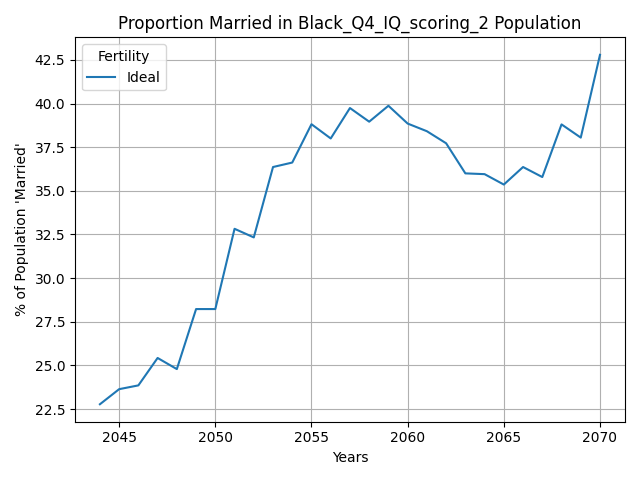 Proportion Married in Black_Q4_IQ_scoring_2 Population
Fertility
Ideal
% of Population 'Married'
42.5
40.0
37.5
35.0
32.5
30.0
27.5
25.0
22.5
2045 2050 2055 2060 2065 2070
Years